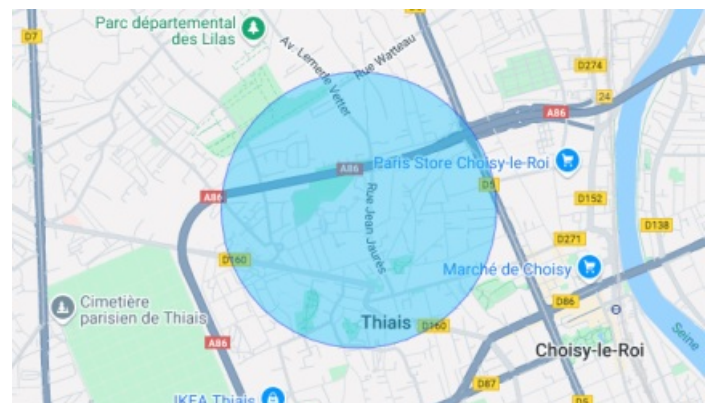 Parc départemental
des Lilas
D7
Av. Lemerle Vetter
Rue Watteau
D274
24
A86
A86
Paris Store Choisy-le-Roi
A86
D5
D152
Rue Jean Jaurès
D138
D271
D160
Marché de Choisy
Cimetière
parisien de Thiais
D86
Thiais
D160
A86
Choisy-le-Roi
Seine
D87
IKEA Thiais
D5